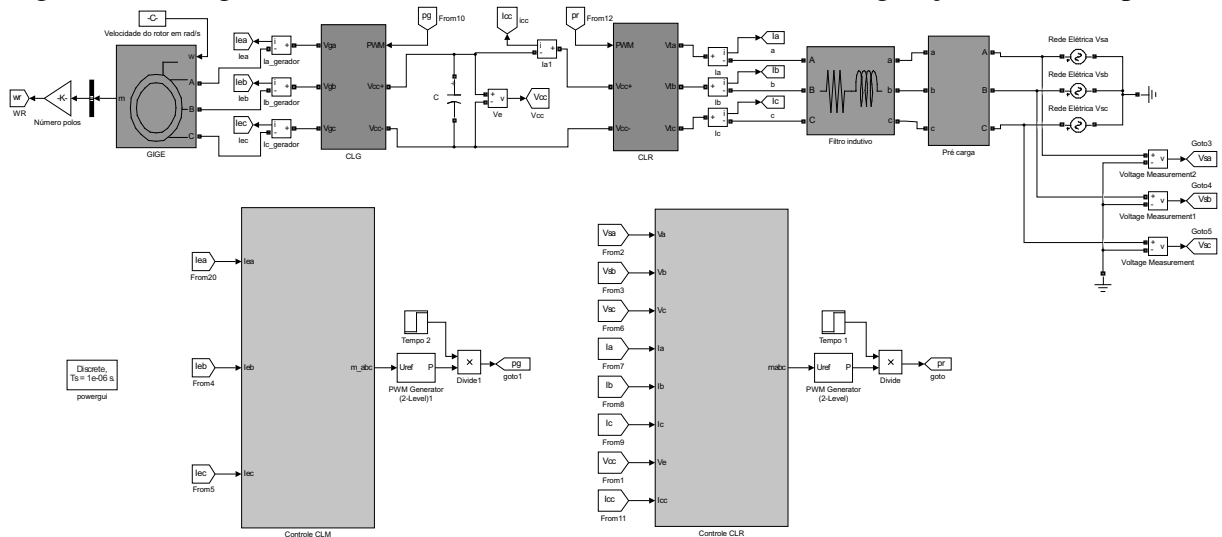 -C-
Velocidade do rotor em rad/s
pg
From10
Icc
icc
pr
From12
wr
WR
-K-
Número polos
m
w
A
B
C
GIGE
Iea
Iea
i
+
-
Ia_gerador
Ieb
Ieb
i
+
-
Ib_gerador
Iec
Iec
i
+
-
Ic_gerador
PWM
Vga
Vgb
Vgc
Vcc+
Vcc-
CLG
C
+
+
-
v
Ve
Vcc
Vcc
i
+
-
Ia1
PWM
Vcc+
Vcc-
Vta
Vtb
Vtc
CLR
Ia
a
+
i
-
Ia
Ib
b
+
i
-
Ib
Ic
c
+
i
-
Ic
A
B
C
a
b
c
Filtro indutivo
a
b
c
A
B
C
Pré carga
Rede Elétrica Vsa
Rede Elétrica Vsb
Rede Elétrica Vsc
Goto3
+
-
v
Vsa
Voltage Measurement2
Goto4
+
-
v
Vsb
Voltage Measurement1
Goto5
+
-
v
Vsc
Voltage Measurement
Discrete,
Ts = 1e-06 s.
powergui
Iea
From20
Ieb
From4
Iec
From5
Iea
Ieb
Iec
m_abc
Controle CLM
Tempo 2
Uref
P
PWM Generator
(2-Level)1
×
Divide1
pg
goto1
Vsa
From2
Vsb
From3
Vsc
From6
Ia
From7
Ib
From8
Ic
From9
Vcc
From1
Icc
From11
Va
Vb
Vc
Ia
Ib
Ic
Ve
Icc
mabc
Controle CLR
Tempo 1
Uref
P
PWM Generator
(2-Level)
×
Divide
pr
goto